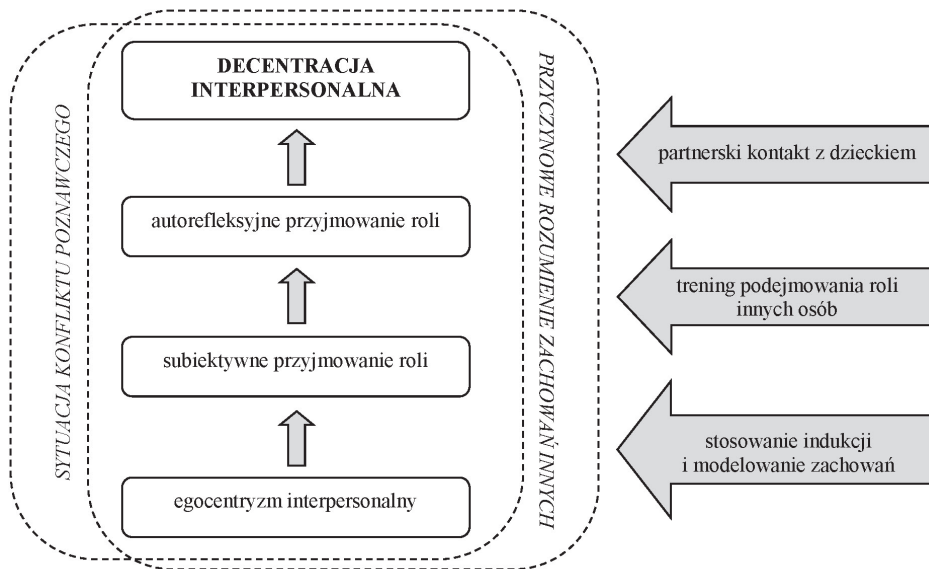 DECENTRACJA
INTERPERSONALNA
autorefleksyjne przyjmowanie roli
subiektywne przyjmowanie roli
egocentryzm interpersonalny
SYTUACJA KONFLIKTU POZNAWCZEGO
PRZYCZYNOWE ROZUMIENIE ZACHOWAŃ INNYCH
partnerski kontakt z dzieckiem
trening podejmowania roli
innych osób
stosowanie indukcji
i modelowanie zachowań